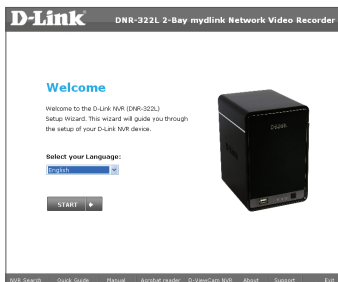 D-Link
DNR-322L 2-Bay mydlink Network Video Recorder
Welcome
Welcome to the D-Link NVR (DNR-322L)
Setup Wizard. This wizard will guide you through
the setup of your D-Link NVR device.
Select your Language:
English
START
D-Link
NVR Search Quick Guide Manual Acrobat reader D-ViewCam NVR About Support Exit